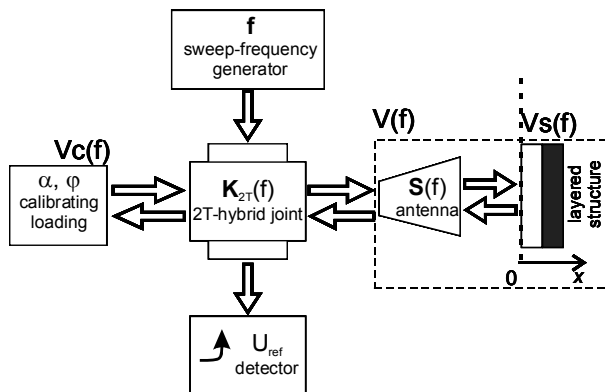 f
sweep-frequency
generator
Vc(f)
α, φ
calibrating
loading
K2T(f)
2T-hybrid joint
V(f)
S(f)
antenna
Vs(f)
layered
structure
0
x
Uref
detector